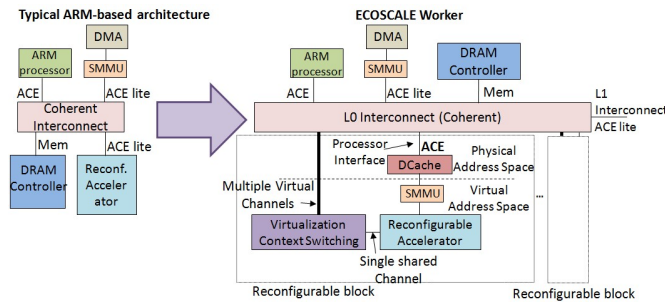 Typical ARM-based architecture
ECOSCALE Worker
DMA
ARM
processor
SMMU
ACE
ACE lite
Coherent
Interconnect
Mem
ACE lite
DRAM
Controller
Reconf.
Acceler
ator
DMA
ARM
processor
SMMU
DRAM
Controller
ACE
ACE lite
Mem
L1
Interconnect
ACE lite
L0 Interconnect (Coherent)
Processor
Interface
ACE
Physical
Address Space
DCache
Multiple Virtual
Channels
SMMU
Virtual
Address Space
...
Virtualization
Context Switching
Reconfigurable
Accelerator
Single shared
Channel
Reconfigurable block
Reconfigurable block